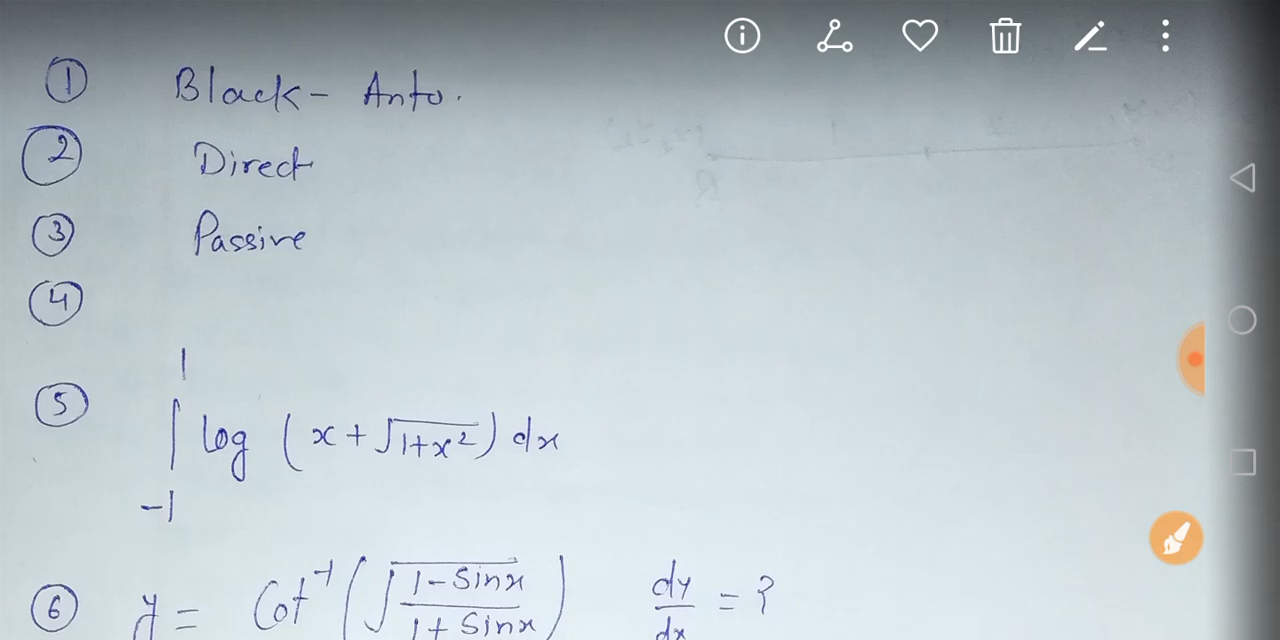 ① Black - Anto.
② Direct
③ Passive
④
⑤ ∫₋₁¹ log (x + √(1+x²)) dx
⑥ y = Cot⁻¹ (√((1 - Sinx)/(1 + Sinx))) dy/dx = ?